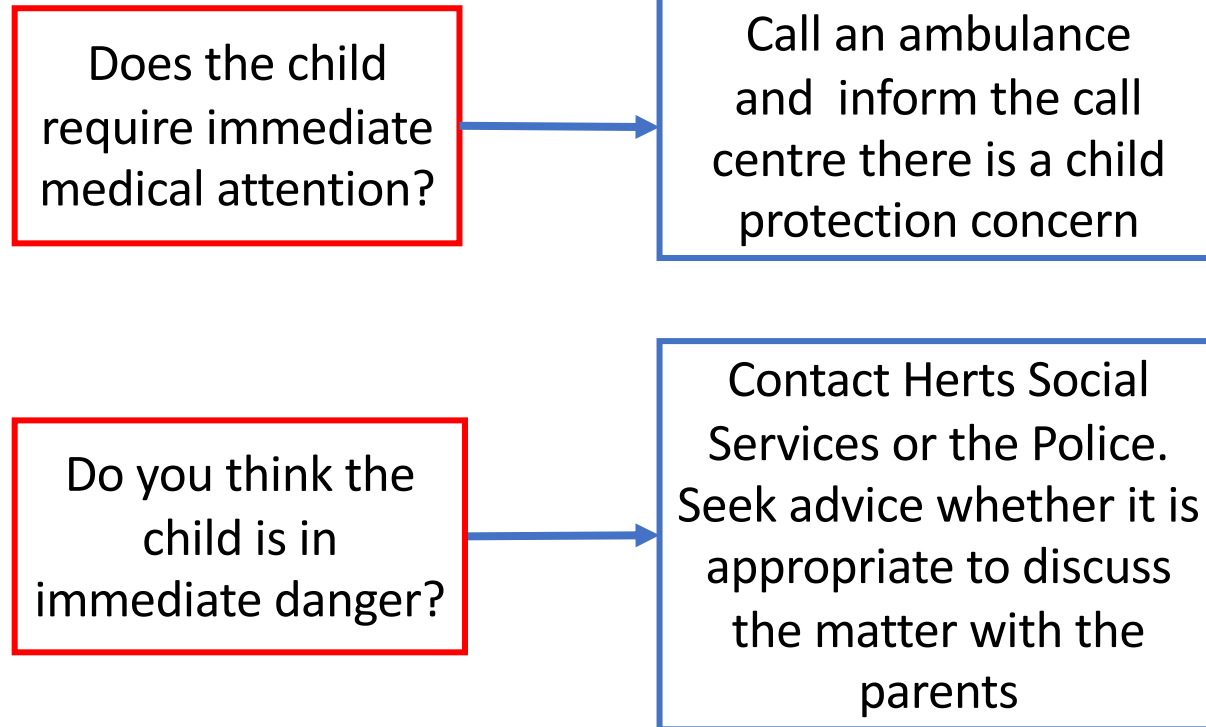 Does the child
require immediate
medical attention?
Call an ambulance
and  inform the call
centre there is a child
protection concern
Do you think the
child is in
immediate danger?
Contact Herts Social
Services or the Police.
Seek advice whether it is
appropriate to discuss
the matter with the
parents